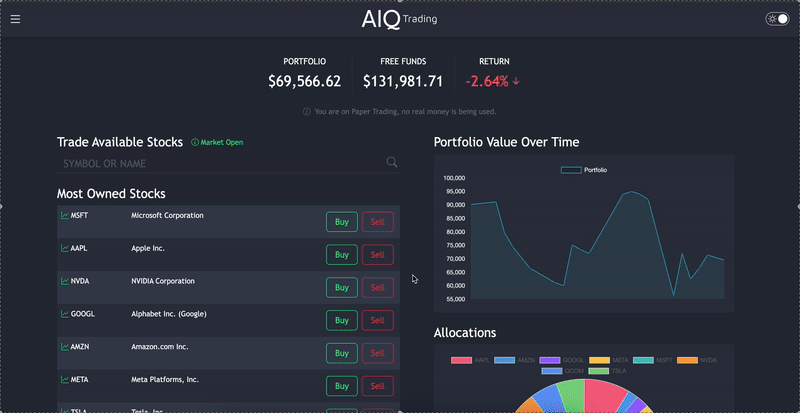 AIQ Trading
PORTFOLIO
$69,566.62
FREE FUNDS
$131,981.71
RETURN
-2.64%
You are on Paper Trading, no real money is being used.
Trade Available Stocks
Market Open
SYMBOL OR NAME
Most Owned Stocks
MSFT Microsoft Corporation Buy Sell
AAPL Apple Inc. Buy Sell
NVDA NVIDIA Corporation Buy Sell
GOOGL Alphabet Inc. (Google) Buy Sell
AMZN Amazon.com Inc. Buy Sell
META Meta Platforms, Inc. Buy Sell
TSLA Tesla, Inc.
Portfolio Value Over Time
Portfolio
100,000
95,000
90,000
85,000
80,000
75,000
70,000
65,000
60,000
55,000
Allocations
AAPL AMZN GOOGL META MSFT NVDA
QCOM TSLA